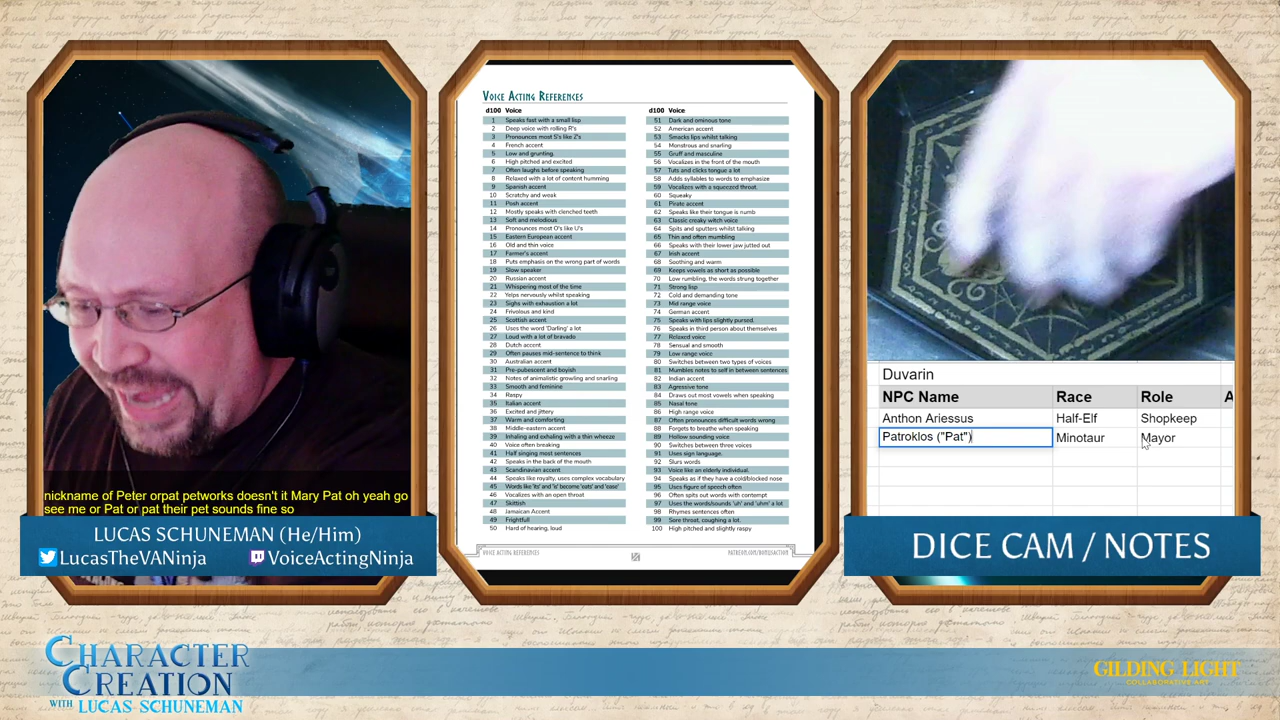 nickname of Peter orpat petworks doesn't it Mary Pat oh yeah go
ce me or Pat or pat their pet sounds fine so
LUCAS SCHUNEMAN (He/Him)
LucasTheVANinja VoiceActingNinja
VOICE ACTING REFERENCES
d100 Voice
1 Speaks fast with a small lisp
2 Deep voice with rolling R's
3 Pronounces most S's like Z's
4 French accent
5 Low and grunting.
6 High pitched and excited
7 Often laughs before speaking
8 Relaxed with a lot of content humming
9 Spanish accent
10 Scratchy and weak
11 Posh accent
12 Mostly speaks with clenched teeth
13 Soft and melodious
14 Pronounces most O's like U's
15 Eastern European accent
16 Old and thin voice
17 Farmer's accent
18 Puts emphasis on the wrong part of words
19 Slow speaker
20 Russian accent
21 Whispering most of the time
22 Yelps nervously whilst speaking
23 Sighs with exhaustion a lot
24 Frivolous and kind
25 Scottish accent
26 Uses the word 'Darling' a lot
27 Loud with a lot of bravado
28 Dutch accent
29 Often pauses mid-sentence to think
30 Australian accent
31 Pre-pubescent and boyish
32 Notes of animalistic growling and snarling
33 Smooth and feminine
34 Raspy
35 Italian accent
36 Excited and jittery
37 Warm and comforting
38 Middle-eastern accent
39 Inhaling and exhaling with a thin wheeze
40 Voice often breaking
41 Half singing most sentences
42 Speaks in the back of the mouth
43 Scandinavian accent
44 Speaks like royalty, uses complex vocabulary
45 Words like 'its' and 'is' become 'eats' and 'ease'
46 Vocalizes with an open throat
47 Skittish
48 Jamaican Accent
49 Frightfull
50 Hard of hearing, loud
d100 Voice
51 Dark and ominous tone
52 American accent
53 Smacks lips whilst talking
54 Monstrous and snarling
55 Gruff and masculine
56 Vocalizes in the front of the mouth
57 Tuts and clicks tongue a lot
58 Adds syllables to words to emphasize
59 Vocalizes with a squeezed throat.
60 Squeaky
61 Pirate accent
62 Speaks like their tongue is numb
63 Classic creaky witch voice
64 Spits and sputters whilst talking
65 Thin and often mumbling
66 Speaks with their lower jaw jutted out
67 Irish accent
68 Soothing and warm
69 Keeps vowels as short as possible
70 Low rumbling, the words strung together
71 Strong lisp
72 Cold and demanding tone
73 Mid range voice
74 German accent
75 Speaks with lips slightly pursed.
76 Speaks in third person about themselves
77 Relaxed voice
78 Sensual and smooth
79 Low range voice
80 Switches between two types of voices
81 Mumbles notes to self in between sentences
82 Indian accent
83 Agressive tone
84 Draws out most vowels when speaking
85 Nasal tone
86 High range voice
87 Often pronounces difficult words wrong
88 Forgets to breathe when speaking
89 Hollow sounding voice
90 Switches between three voices
91 Uses sign language.
92 Slurs words
93 Voice like an elderly individual.
94 Speaks as if they have a cold/blocked nose
95 Uses figure of speech often
96 Often spits out words with contempt
97 Uses the words/sounds 'uh' and 'uhm' a lot
98 Rhymes sentences often
99 Sore throat, coughing a lot.
100 High pitched and slightly raspy
VOICE ACTING REFERENCES
PATREON.COM/BONUSACTION
Duvarin
NPC Name Race Role A
Anthon Ariessus Half-Elf Shopkeep
Patroklos ("Pat") Minotaur Mayor
DICE CAM / NOTES
CHARACTER
CREATION
WITH LUCAS SCHUNEMAN
GILDING LIGHT
COLLABORATIVE ART